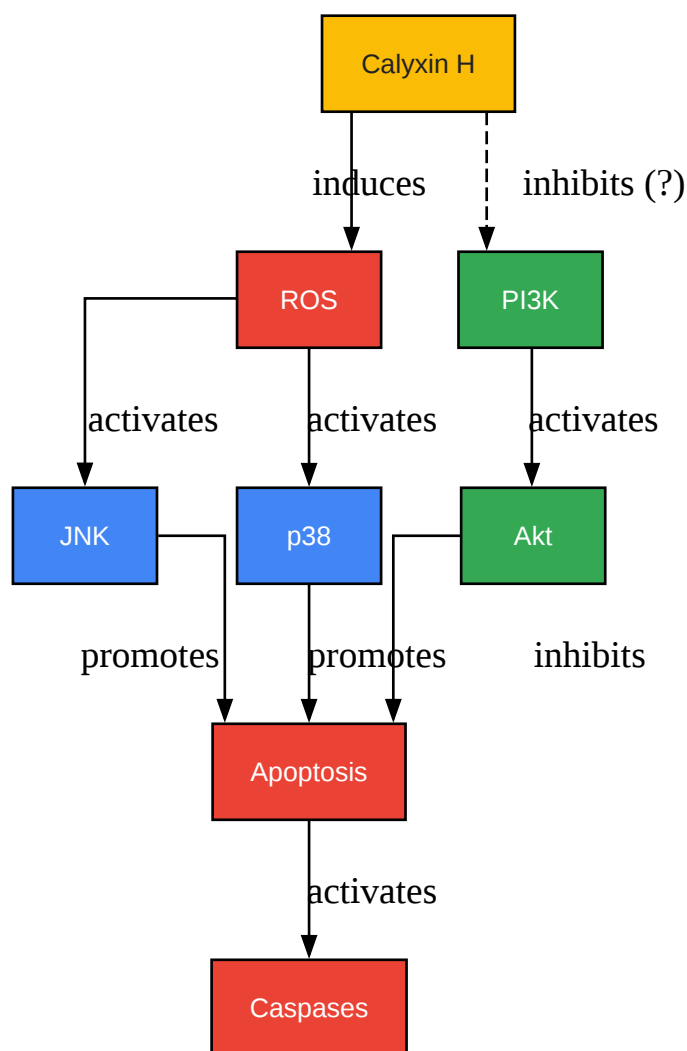 Calyxin H
induces
inhibits (?)
ROS
PI3K
activates
activates
activates
JNK
p38
Akt
promotes
promotes
inhibits
Apoptosis
activates
Caspases